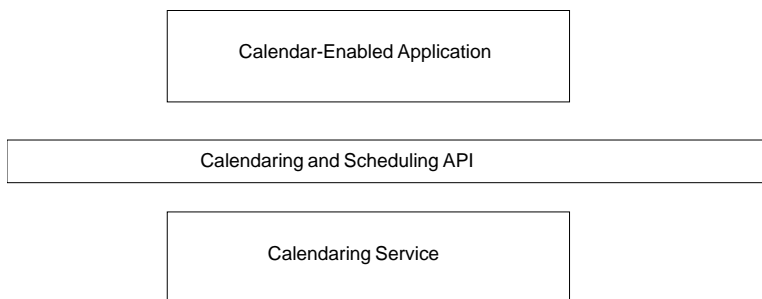 Calendar-Enabled Application
Calendaring and Scheduling API
Calendaring Service